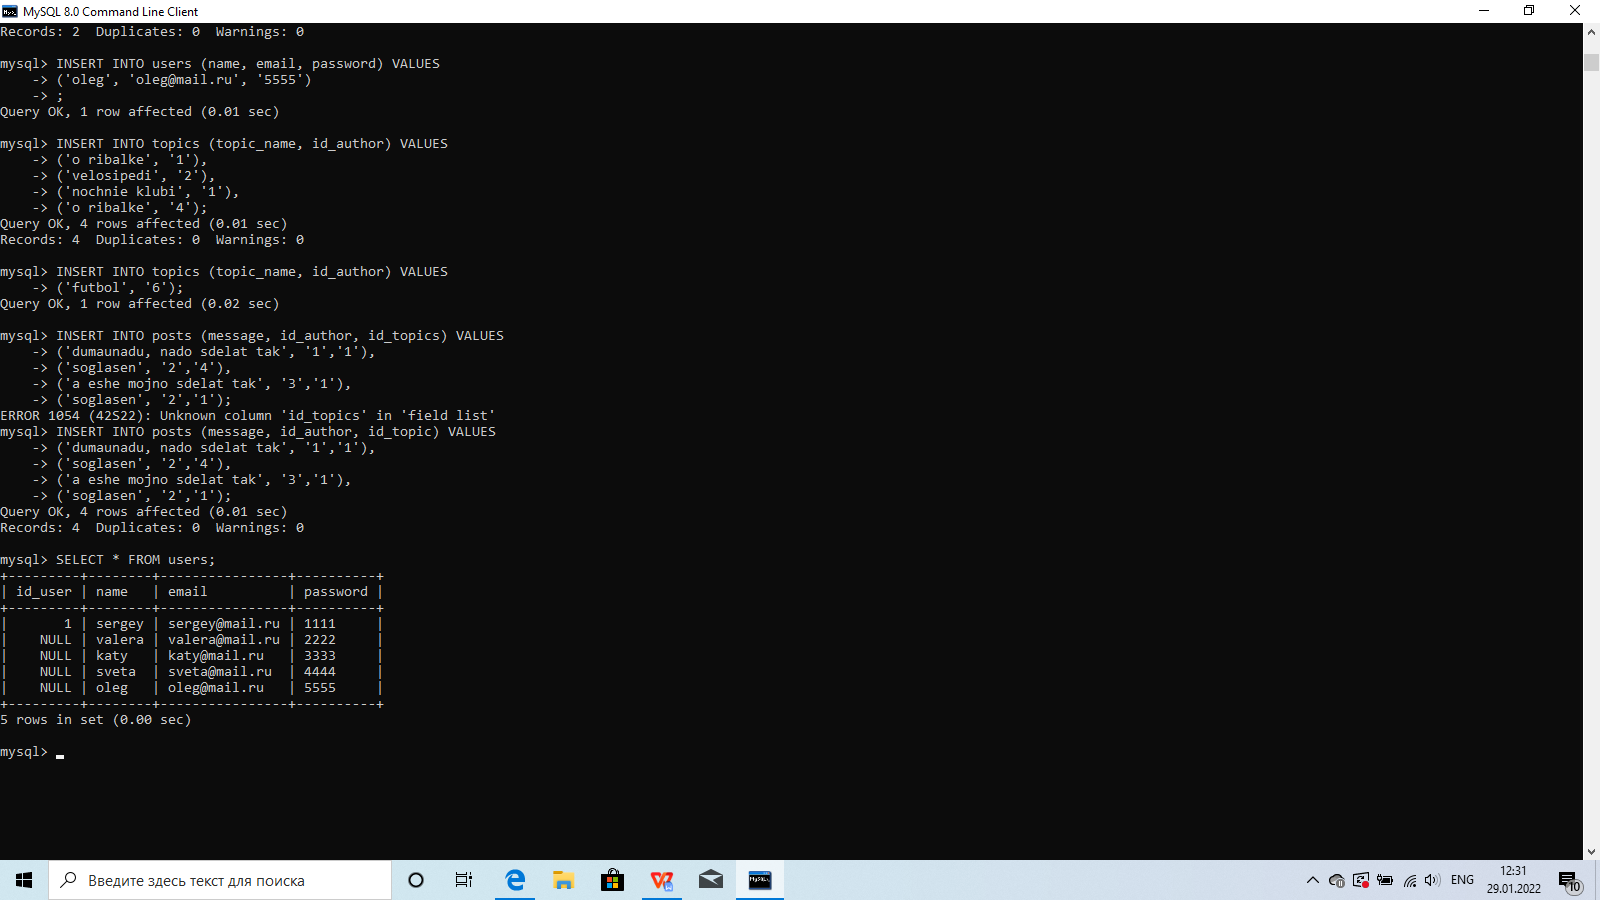 MySQL 8.0 Command Line Client
Records: 2  Duplicates: 0  Warnings: 0
mysql> INSERT INTO users (name, email, password) VALUES
    -> ('oleg', 'oleg@mail.ru', '5555')
    -> ;
Query OK, 1 row affected (0.01 sec)
mysql> INSERT INTO topics (topic_name, id_author) VALUES
    -> ('o ribalke', '1'),
    -> ('velosipedi', '2'),
    -> ('nochnie klubi', '1'),
    -> ('o ribalke', '4');
Query OK, 4 rows affected (0.01 sec)
Records: 4  Duplicates: 0  Warnings: 0
mysql> INSERT INTO topics (topic_name, id_author) VALUES
    -> ('futbol', '6');
Query OK, 1 row affected (0.02 sec)
mysql> INSERT INTO posts (message, id_author, id_topics) VALUES
    -> ('dumaunadu, nado sdelat tak', '1','1'),
    -> ('soglasen', '2','4'),
    -> ('a eshe mojno sdelat tak', '3','1'),
    -> ('soglasen', '2','1');
ERROR 1054 (42S22): Unknown column 'id_topics' in 'field list'
mysql> INSERT INTO posts (message, id_author, id_topic) VALUES
    -> ('dumaunadu, nado sdelat tak', '1','1'),
    -> ('soglasen', '2','4'),
    -> ('a eshe mojno sdelat tak', '3','1'),
    -> ('soglasen', '2','1');
Query OK, 4 rows affected (0.01 sec)
Records: 4  Duplicates: 0  Warnings: 0
mysql> SELECT * FROM users;
+---------+--------+----------------+----------+
| id_user | name   | email          | password |
+---------+--------+----------------+----------+
|       1 | sergey | sergey@mail.ru | 1111     |
|    NULL | valera | valera@mail.ru | 2222     |
|    NULL | katy   | katy@mail.ru   | 3333     |
|    NULL | sveta  | sveta@mail.ru  | 4444     |
|    NULL | oleg   | oleg@mail.ru   | 5555     |
+---------+--------+----------------+----------+
5 rows in set (0.00 sec)
mysql> _
Введите здесь текст для поиска
ENG
12:31
29.01.2022
10